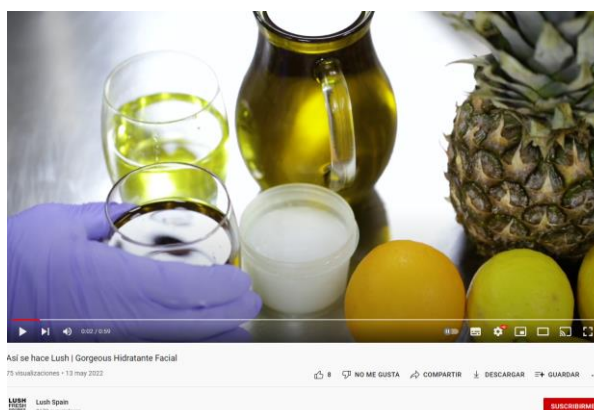 0:02 / 0:59
Así se hace Lush | Gorgeous Hidratante Facial
75 visualizaciones • 13 may 2022
8 NO ME GUSTA COMPARTIR DESCARGAR GUARDAR
LUSH
FRESH
Lush Spain
SUSCRIBIRME